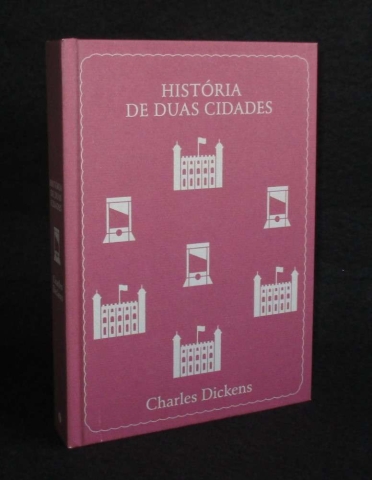 HISTÓRIA
DE DUAS CIDADES
Charles Dickens